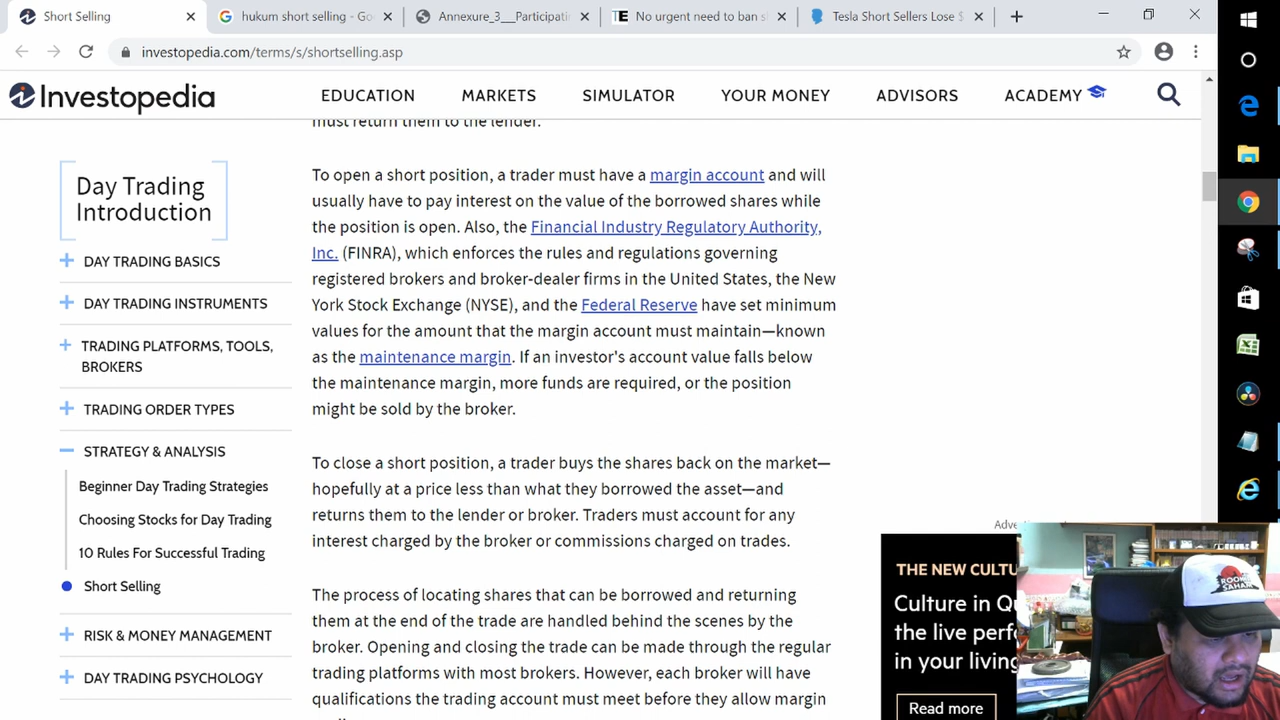 Short Selling
hukum short selling - Go
Annexure_3___Participati
No urgent need to ban s
Tesla Short Sellers Lose $
investopedia.com/terms/s/shortselling.asp
Investopedia
EDUCATION
MARKETS
SIMULATOR
YOUR MONEY
ADVISORS
ACADEMY
must return them to the lender.
Day Trading
Introduction
DAY TRADING BASICS
DAY TRADING INSTRUMENTS
TRADING PLATFORMS, TOOLS,
BROKERS
TRADING ORDER TYPES
STRATEGY & ANALYSIS
Beginner Day Trading Strategies
Choosing Stocks for Day Trading
10 Rules For Successful Trading
Short Selling
RISK & MONEY MANAGEMENT
DAY TRADING PSYCHOLOGY
To open a short position, a trader must have a margin account and will
usually have to pay interest on the value of the borrowed shares while
the position is open. Also, the Financial Industry Regulatory Authority,
Inc. (FINRA), which enforces the rules and regulations governing
registered brokers and broker-dealer firms in the United States, the New
York Stock Exchange (NYSE), and the Federal Reserve have set minimum
values for the amount that the margin account must maintain—known
as the maintenance margin. If an investor's account value falls below
the maintenance margin, more funds are required, or the position
might be sold by the broker.
To close a short position, a trader buys the shares back on the market—
hopefully at a price less than what they borrowed the asset—and
returns them to the lender or broker. Traders must account for any
interest charged by the broker or commissions charged on trades.
The process of locating shares that can be borrowed and returning
them at the end of the trade are handled behind the scenes by the
broker. Opening and closing the trade can be made through the regular
trading platforms with most brokers. However, each broker will have
qualifications the trading account must meet before they allow margin
THE NEW CULTU
Culture in Qu
the live perf
in your living
Read more